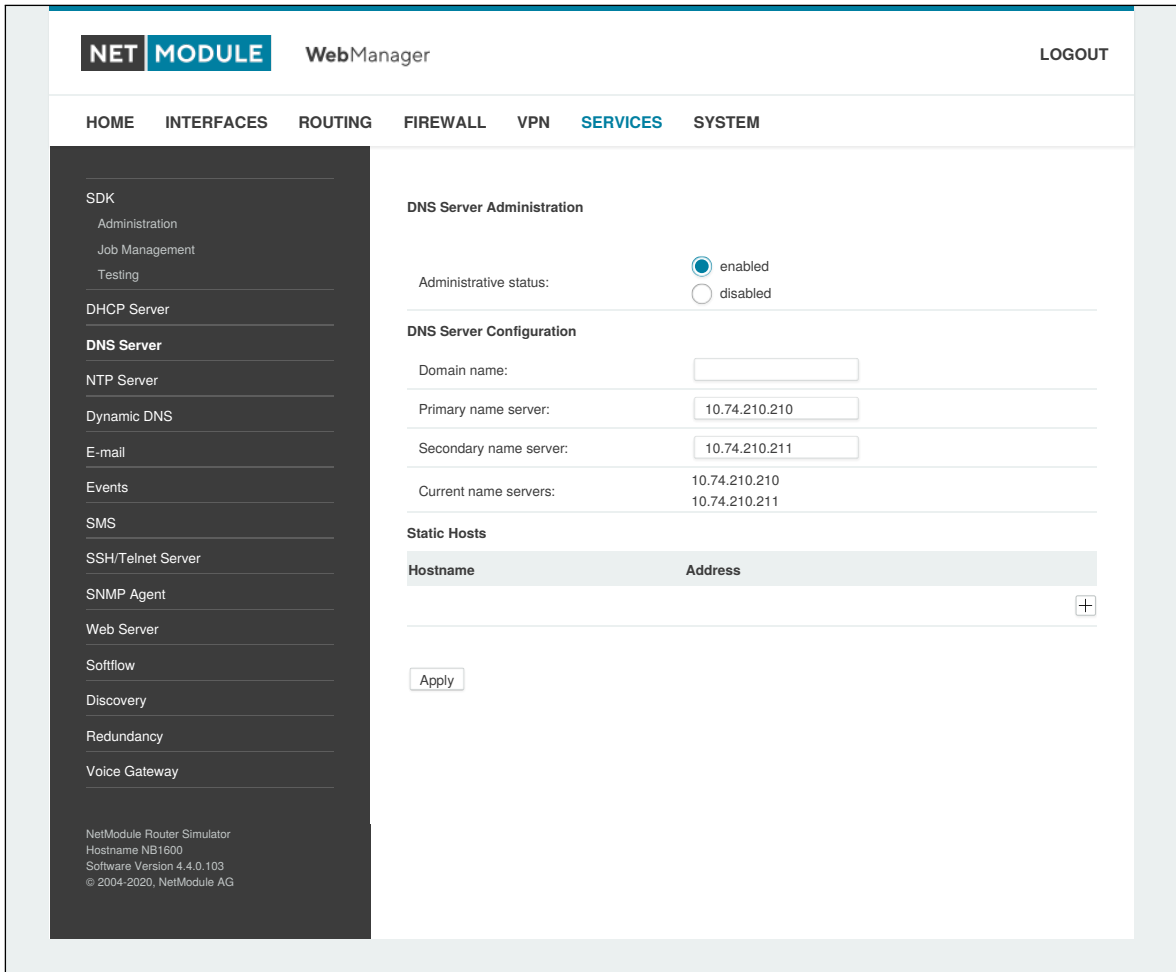 NET MODULE WebManager LOGOUT
HOME INTERFACES ROUTING FIREWALL VPN SERVICES SYSTEM
SDK
Administration
Job Management
Testing
DHCP Server
DNS Server
NTP Server
Dynamic DNS
E-mail
Events
SMS
SSH/Telnet Server
SNMP Agent
Web Server
Softflow
Discovery
Redundancy
Voice Gateway
NetModule Router Simulator
Hostname NB1600
Software Version 4.4.0.103
© 2004-2020, NetModule AG
DNS Server Administration
Administrative status:
enabled
disabled
DNS Server Configuration
Domain name:
Primary name server: 10.74.210.210
Secondary name server: 10.74.210.211
Current name servers:
10.74.210.210
10.74.210.211
Static Hosts
Hostname Address
Apply